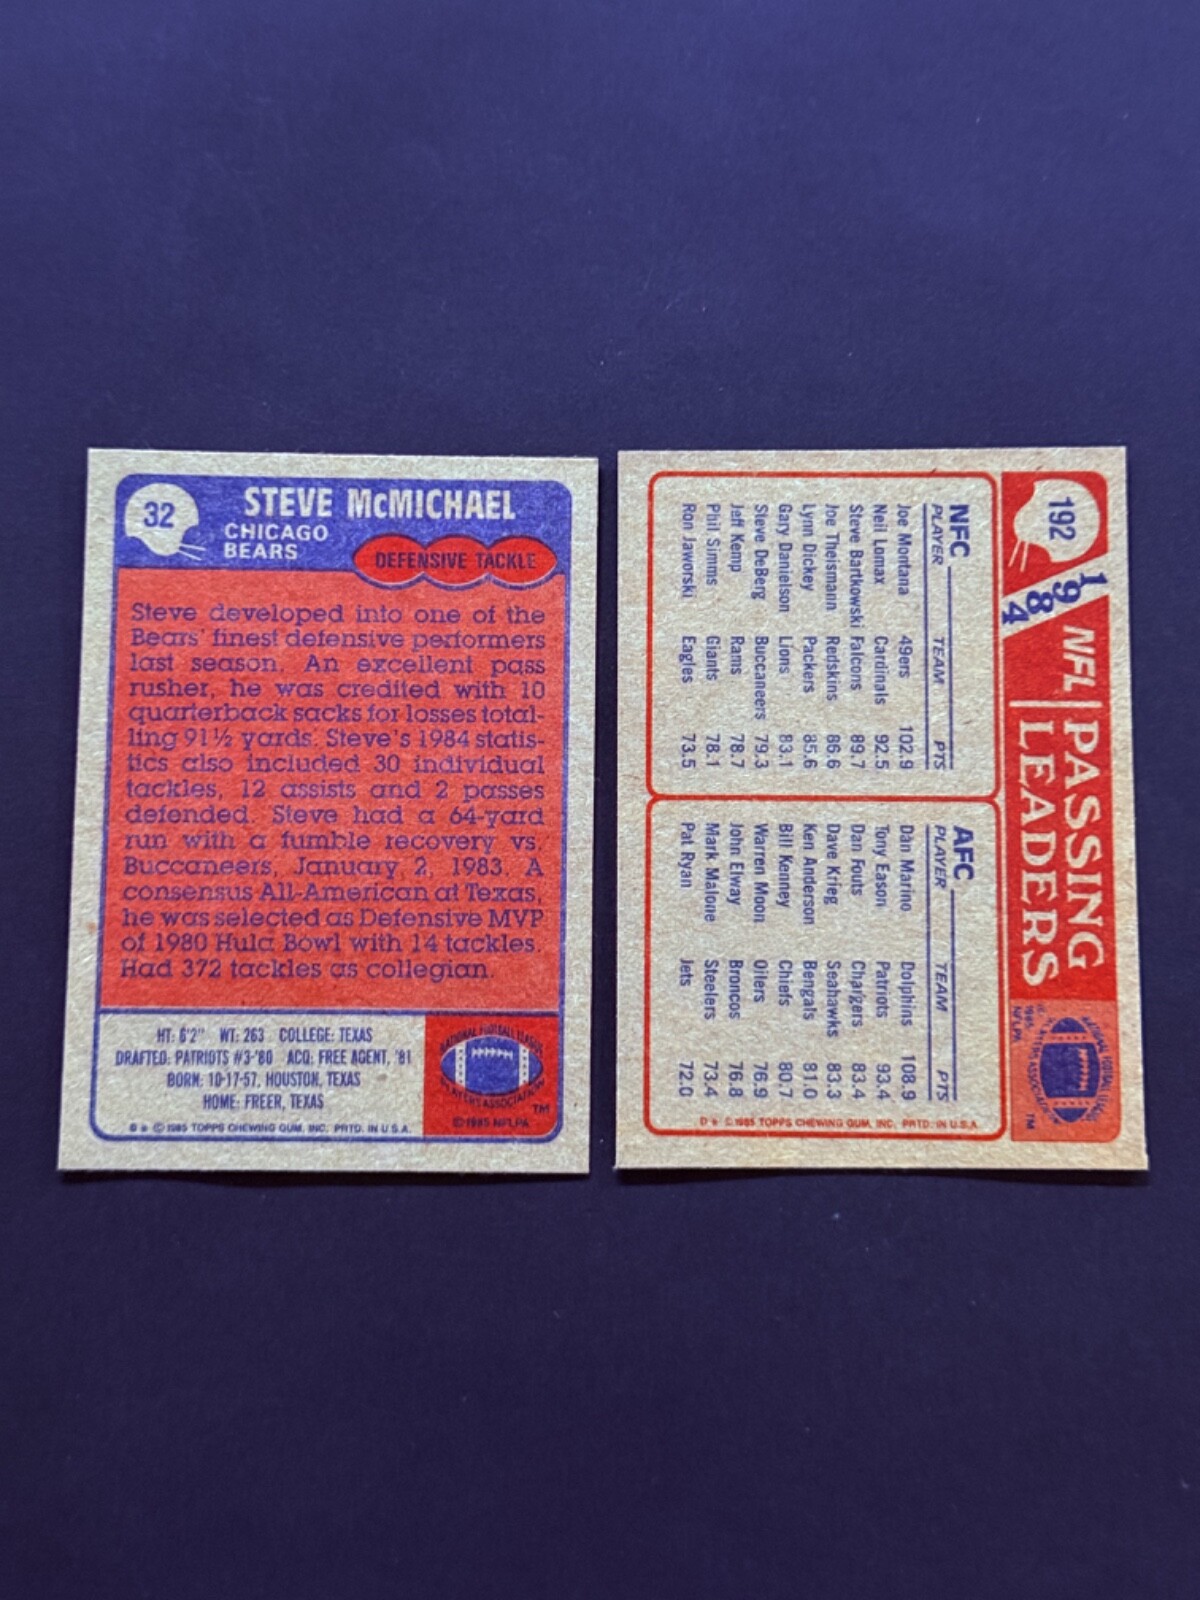 32
STEVE McMICHAEL
CHICAGO
BEARS
DEFENSIVE TACKLE
Steve developed into one of the
Bears' finest defensive performers
last season. An excellent pass
rusher, he was credited with 10
quarterback sacks for losses total-
ling 91½ yards. Steve's 1984 statis-
tics also included 30 individual
tackles, 12 assists and 2 passes
defended. Steve had a 64-yard
run with a fumble recovery vs.
Buccaneers, January 2, 1983. A
consensus All-American at Texas,
he was selected as Defensive MVP
of 1980 Hula Bowl with 14 tackles.
Had 372 tackles as collegian.
HT: 6'2" WT: 263 COLLEGE: TEXAS
DRAFTED: PATRIOTS #3-'80 ACQ: FREE AGENT, '81
BORN: 10-17-57, HOUSTON, TEXAS
HOME: FREER, TEXAS
© 1985 TOPPS CHEWING GUM, INC. PRTD. IN U.S.A.
NATIONAL FOOTBALL LEAGUE
PLAYERS ASSOCIATION
TM
© 1985 NFLPA
192
1984
NFL PASSING
LEADERS
NFC
PLAYER TEAM PTS
Joe Montana 49ers 102.9
Neil Lomax Cardinals 92.5
Steve Bartkowski Falcons 89.7
Joe Theismann Redskins 86.6
Lynn Dickey Packers 85.6
Gary Danielson Lions 83.1
Steve DeBerg Buccaneers 79.3
Jeff Kemp Rams 78.7
Phil Simms Giants 78.1
Ron Jaworski Eagles 73.5
AFC
PLAYER TEAM PTS
Dan Marino Dolphins 108.9
Tony Eason Patriots 93.4
Dan Fouts Chargers 83.4
Dave Krieg Seahawks 83.3
Ken Anderson Bengals 81.0
Bill Kenney Chiefs 80.7
Warren Moon Oilers 76.9
John Elway Broncos 76.8
Mark Malone Steelers 73.4
Pat Ryan Jets 72.0
D * © 1985 TOPPS CHEWING GUM, INC. PRTD. IN U.S.A.
1985 NFLPA
TM